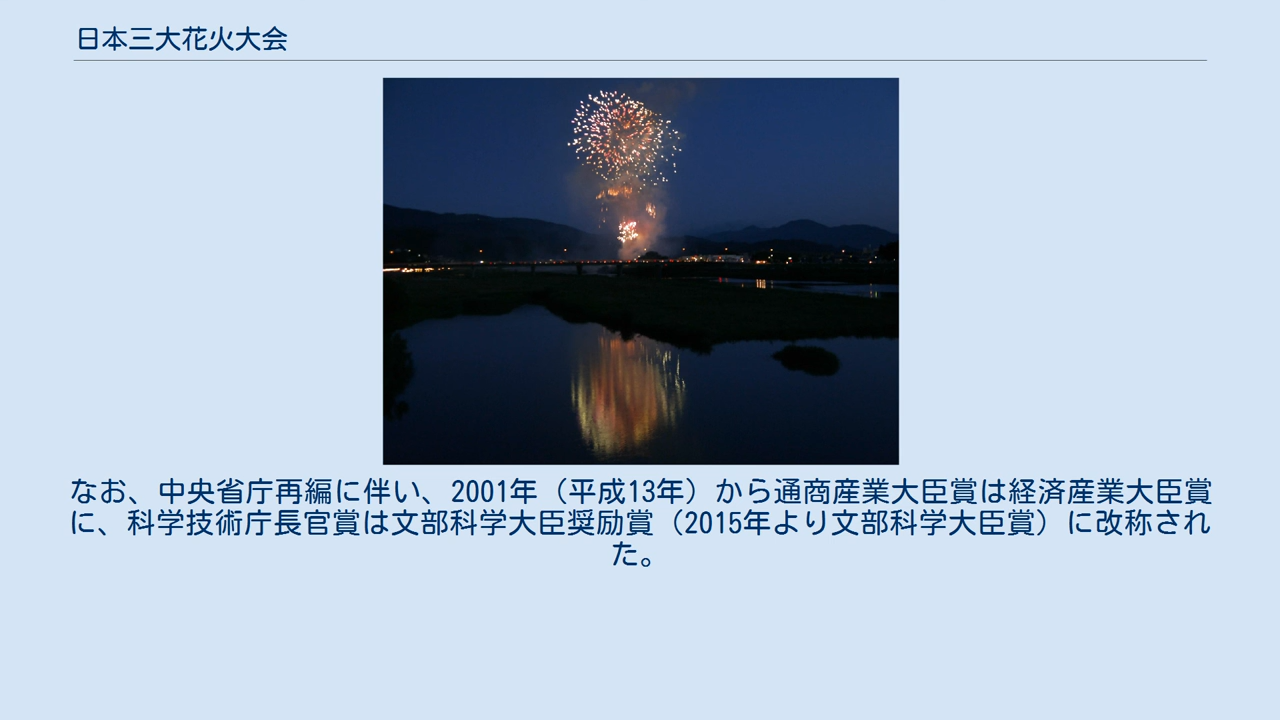 日本三大花火大会
なお、中央省庁再編に伴い、2001年（平成13年）から通商産業大臣賞は経済産業大臣賞
に、科学技術庁長官賞は文部科学大臣奨励賞（2015年より文部科学大臣賞）に改称され
た。